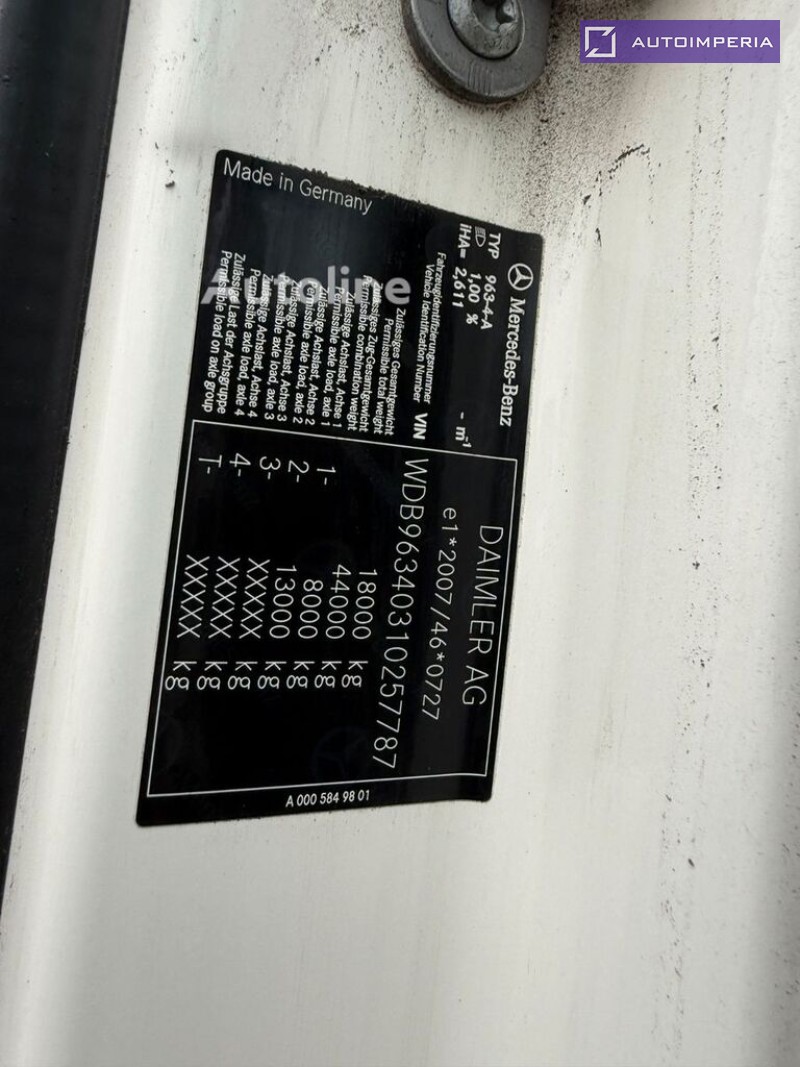 AUTOIMPERIA
Autoline
Mercedes-Benz
TYP 963-4-A
1,00 %
iHA= 2,611 - m-1
DAIMLER AG
e1*2007/46*0727
Fahrzeugidentifizierungsnummer
Vehicle Identification Number VIN WDB96340310257787
Zulässiges Gesamtgewicht
Permissible total weight 18000 kg
Zulässiges Zug-Gesamtgewicht
Permissible combination weight 44000 kg
Zulässige Achslast, Achse 1
Permissible axle load, axle 1 1- 8000 kg
Zulässige Achslast, Achse 2
Permissible axle load, axle 2 2- 13000 kg
Zulässige Achslast, Achse 3
Permissible axle load, axle 3 3- XXXXX kg
Zulässige Achslast, Achse 4
Permissible axle load, axle 4 4- XXXXX kg
Zulässige Last der Achsgruppe
Permissible load on axle group T- XXXXX kg
Made in Germany
A 000 584 98 01